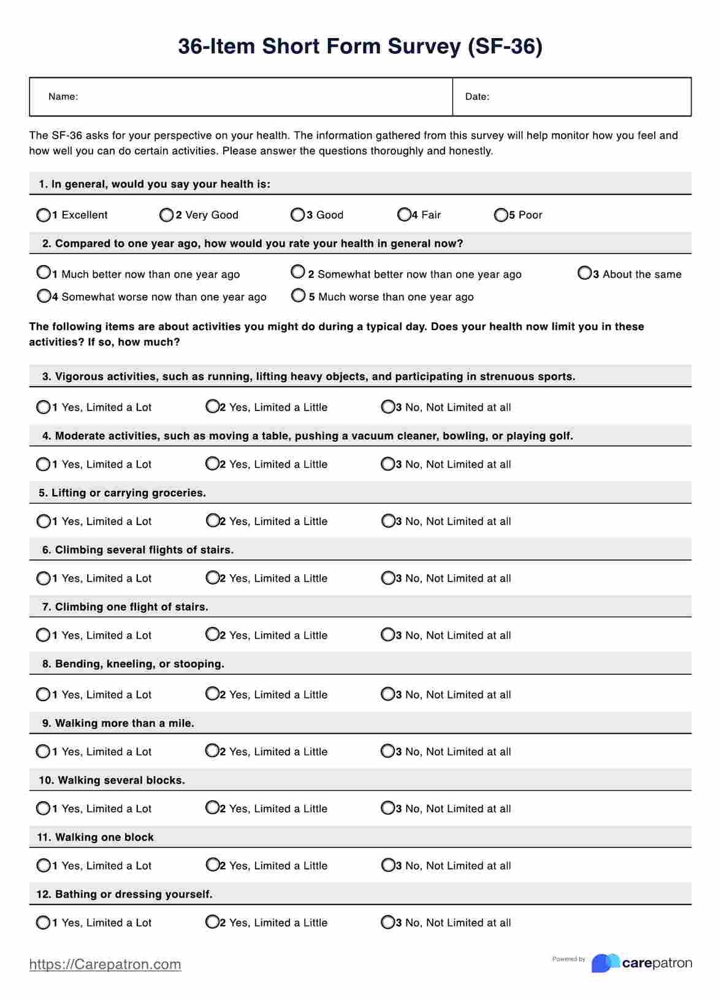 36-Item Short Form Survey (SF-36)
Name: Date:
The SF-36 asks for your perspective on your health. The information gathered from this survey will help monitor how you feel and
how well you can do certain activities. Please answer the questions thoroughly and honestly.
1. In general, would you say your health is:
1 Excellent 2 Very Good 3 Good 4 Fair 5 Poor
2. Compared to one year ago, how would you rate your health in general now?
1 Much better now than one year ago 2 Somewhat better now than one year ago 3 About the same
4 Somewhat worse now than one year ago 5 Much worse than one year ago
The following items are about activities you might do during a typical day. Does your health now limit you in these
activities? If so, how much?
3. Vigorous activities, such as running, lifting heavy objects, and participating in strenuous sports.
1 Yes, Limited a Lot 2 Yes, Limited a Little 3 No, Not Limited at all
4. Moderate activities, such as moving a table, pushing a vacuum cleaner, bowling, or playing golf.
1 Yes, Limited a Lot 2 Yes, Limited a Little 3 No, Not Limited at all
5. Lifting or carrying groceries.
1 Yes, Limited a Lot 2 Yes, Limited a Little 3 No, Not Limited at all
6. Climbing several flights of stairs.
1 Yes, Limited a Lot 2 Yes, Limited a Little 3 No, Not Limited at all
7. Climbing one flight of stairs.
1 Yes, Limited a Lot 2 Yes, Limited a Little 3 No, Not Limited at all
8. Bending, kneeling, or stooping.
1 Yes, Limited a Lot 2 Yes, Limited a Little 3 No, Not Limited at all
9. Walking more than a mile.
1 Yes, Limited a Lot 2 Yes, Limited a Little 3 No, Not Limited at all
10. Walking several blocks.
1 Yes, Limited a Lot 2 Yes, Limited a Little 3 No, Not Limited at all
11. Walking one block
1 Yes, Limited a Lot 2 Yes, Limited a Little 3 No, Not Limited at all
12. Bathing or dressing yourself.
1 Yes, Limited a Lot 2 Yes, Limited a Little 3 No, Not Limited at all
https://Carepatron.com Powered by carepatron